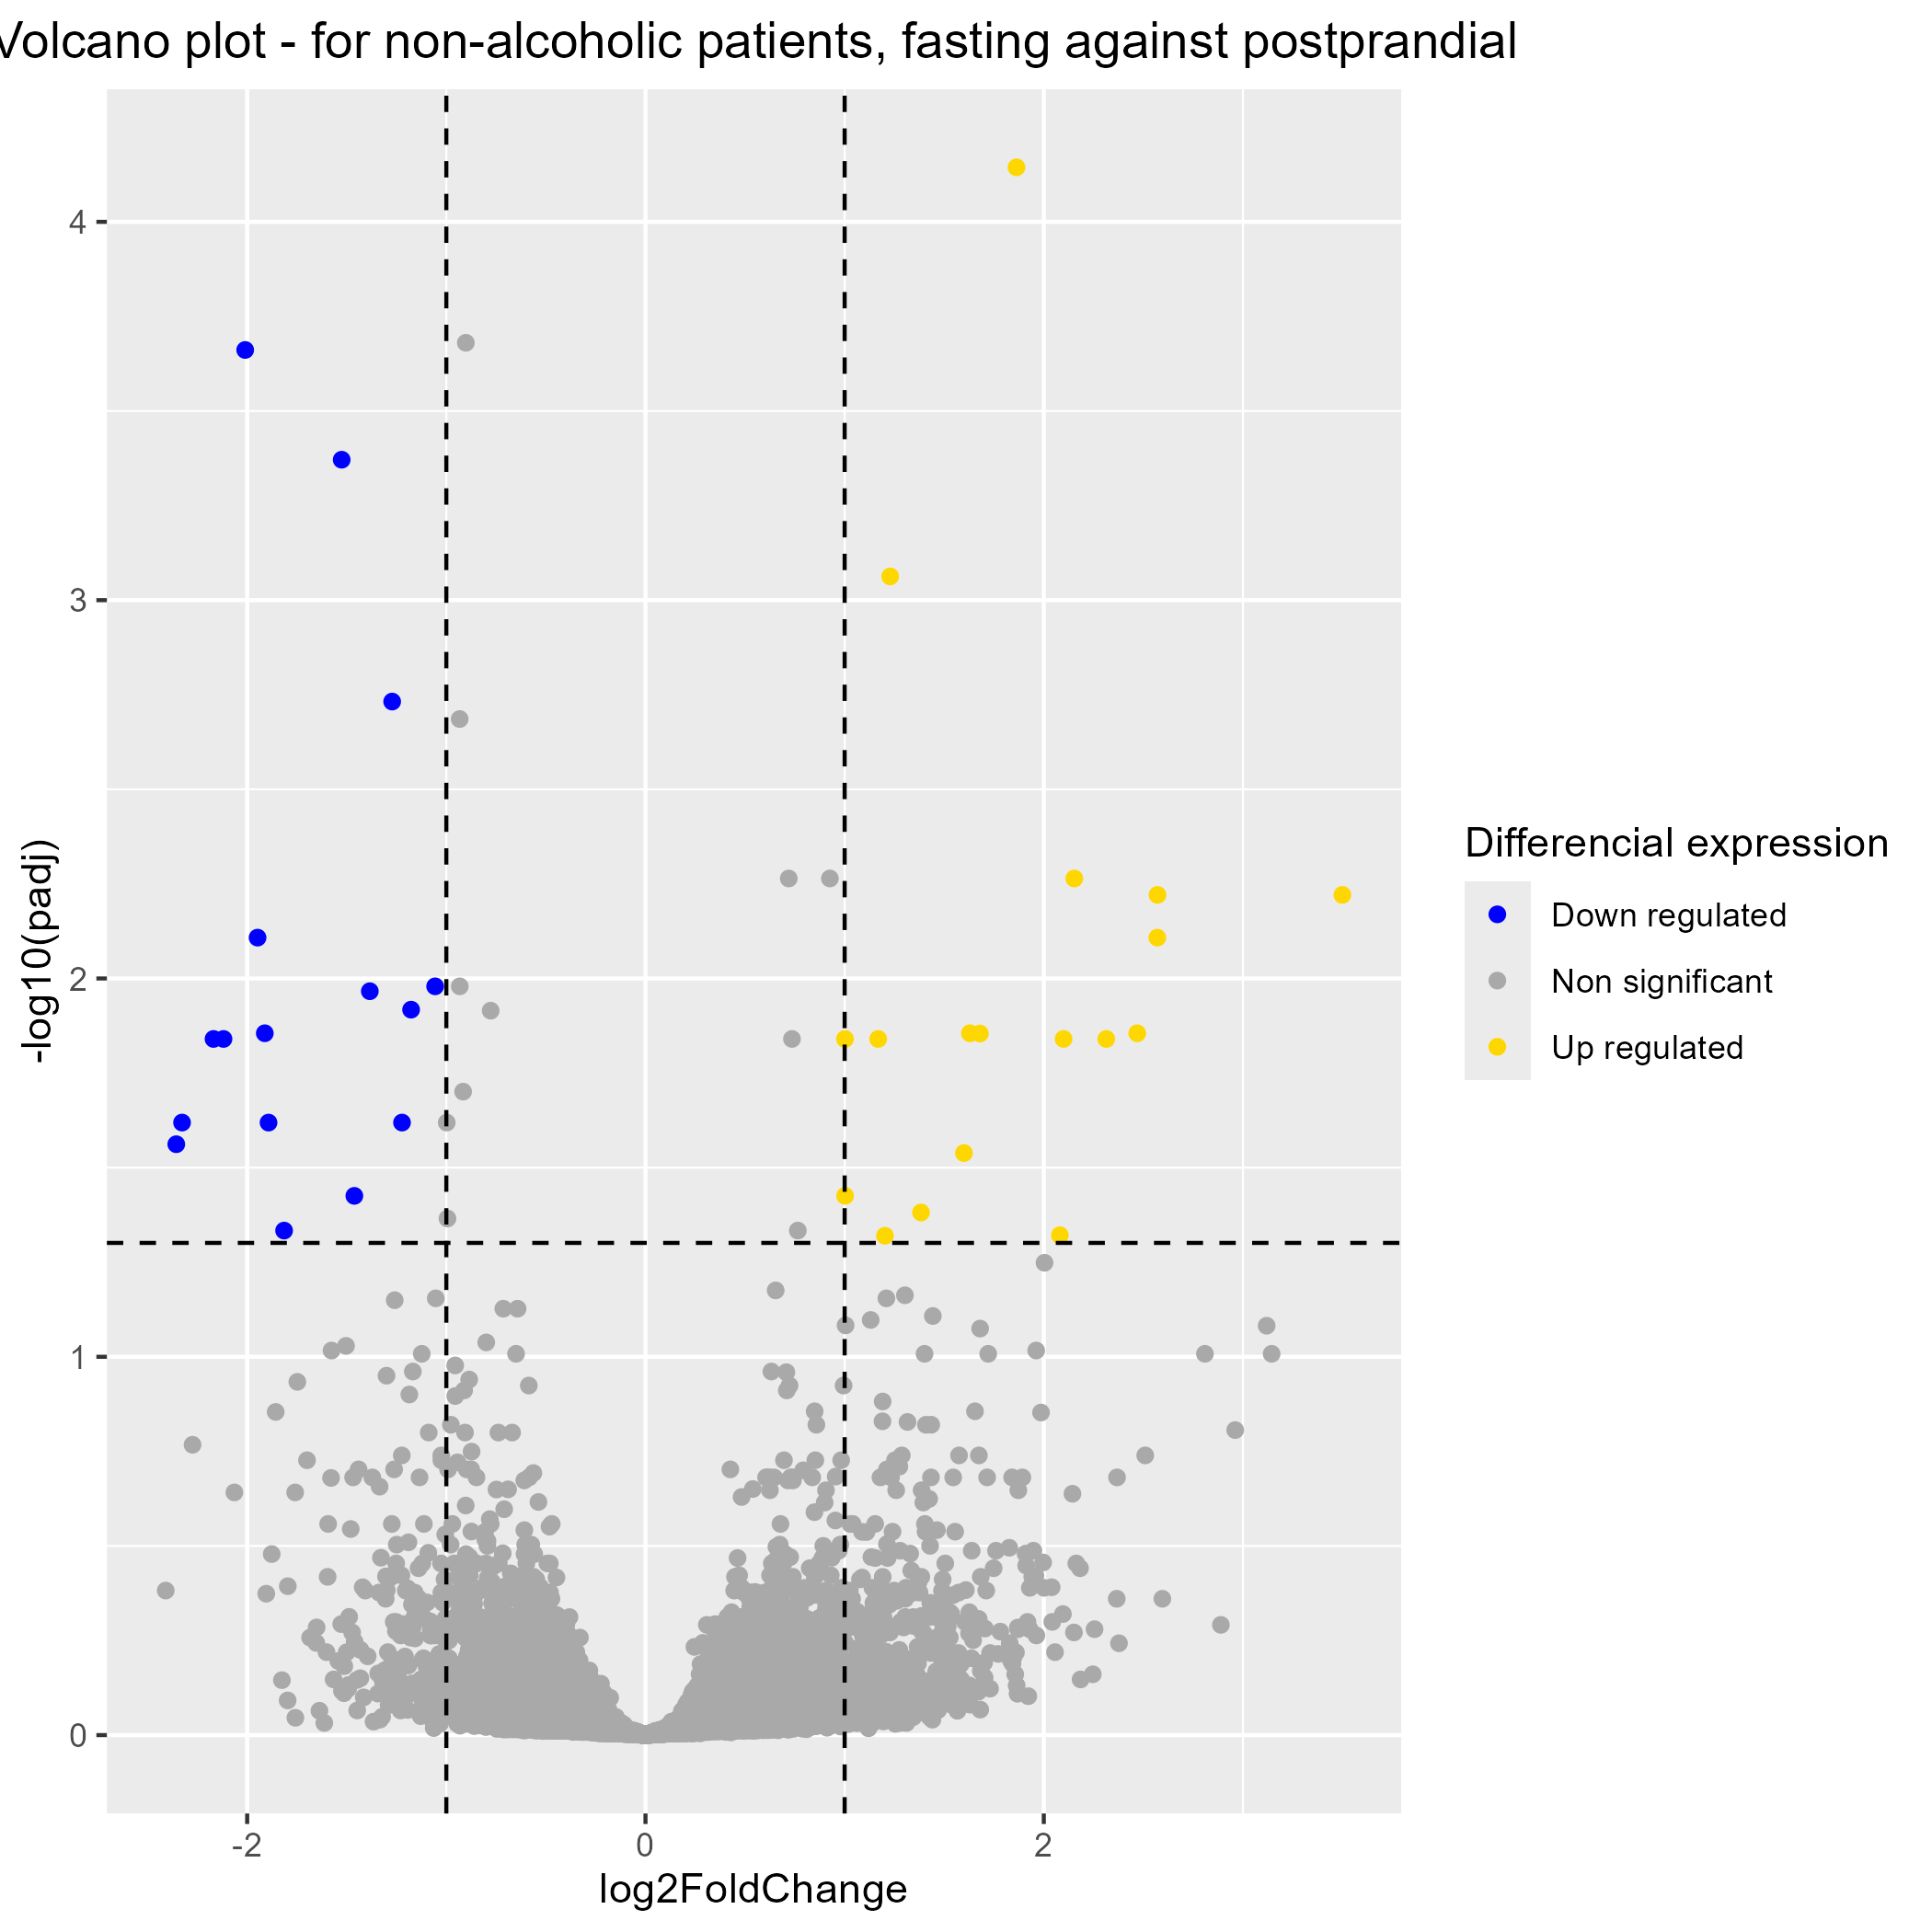 Volcano plot - for non-alcoholic patients, fasting against postprandial
4
3
2
1
0
-log10(padj)
-2
0
2
log2FoldChange
Differencial expression
Down regulated
Non significant
Up regulated